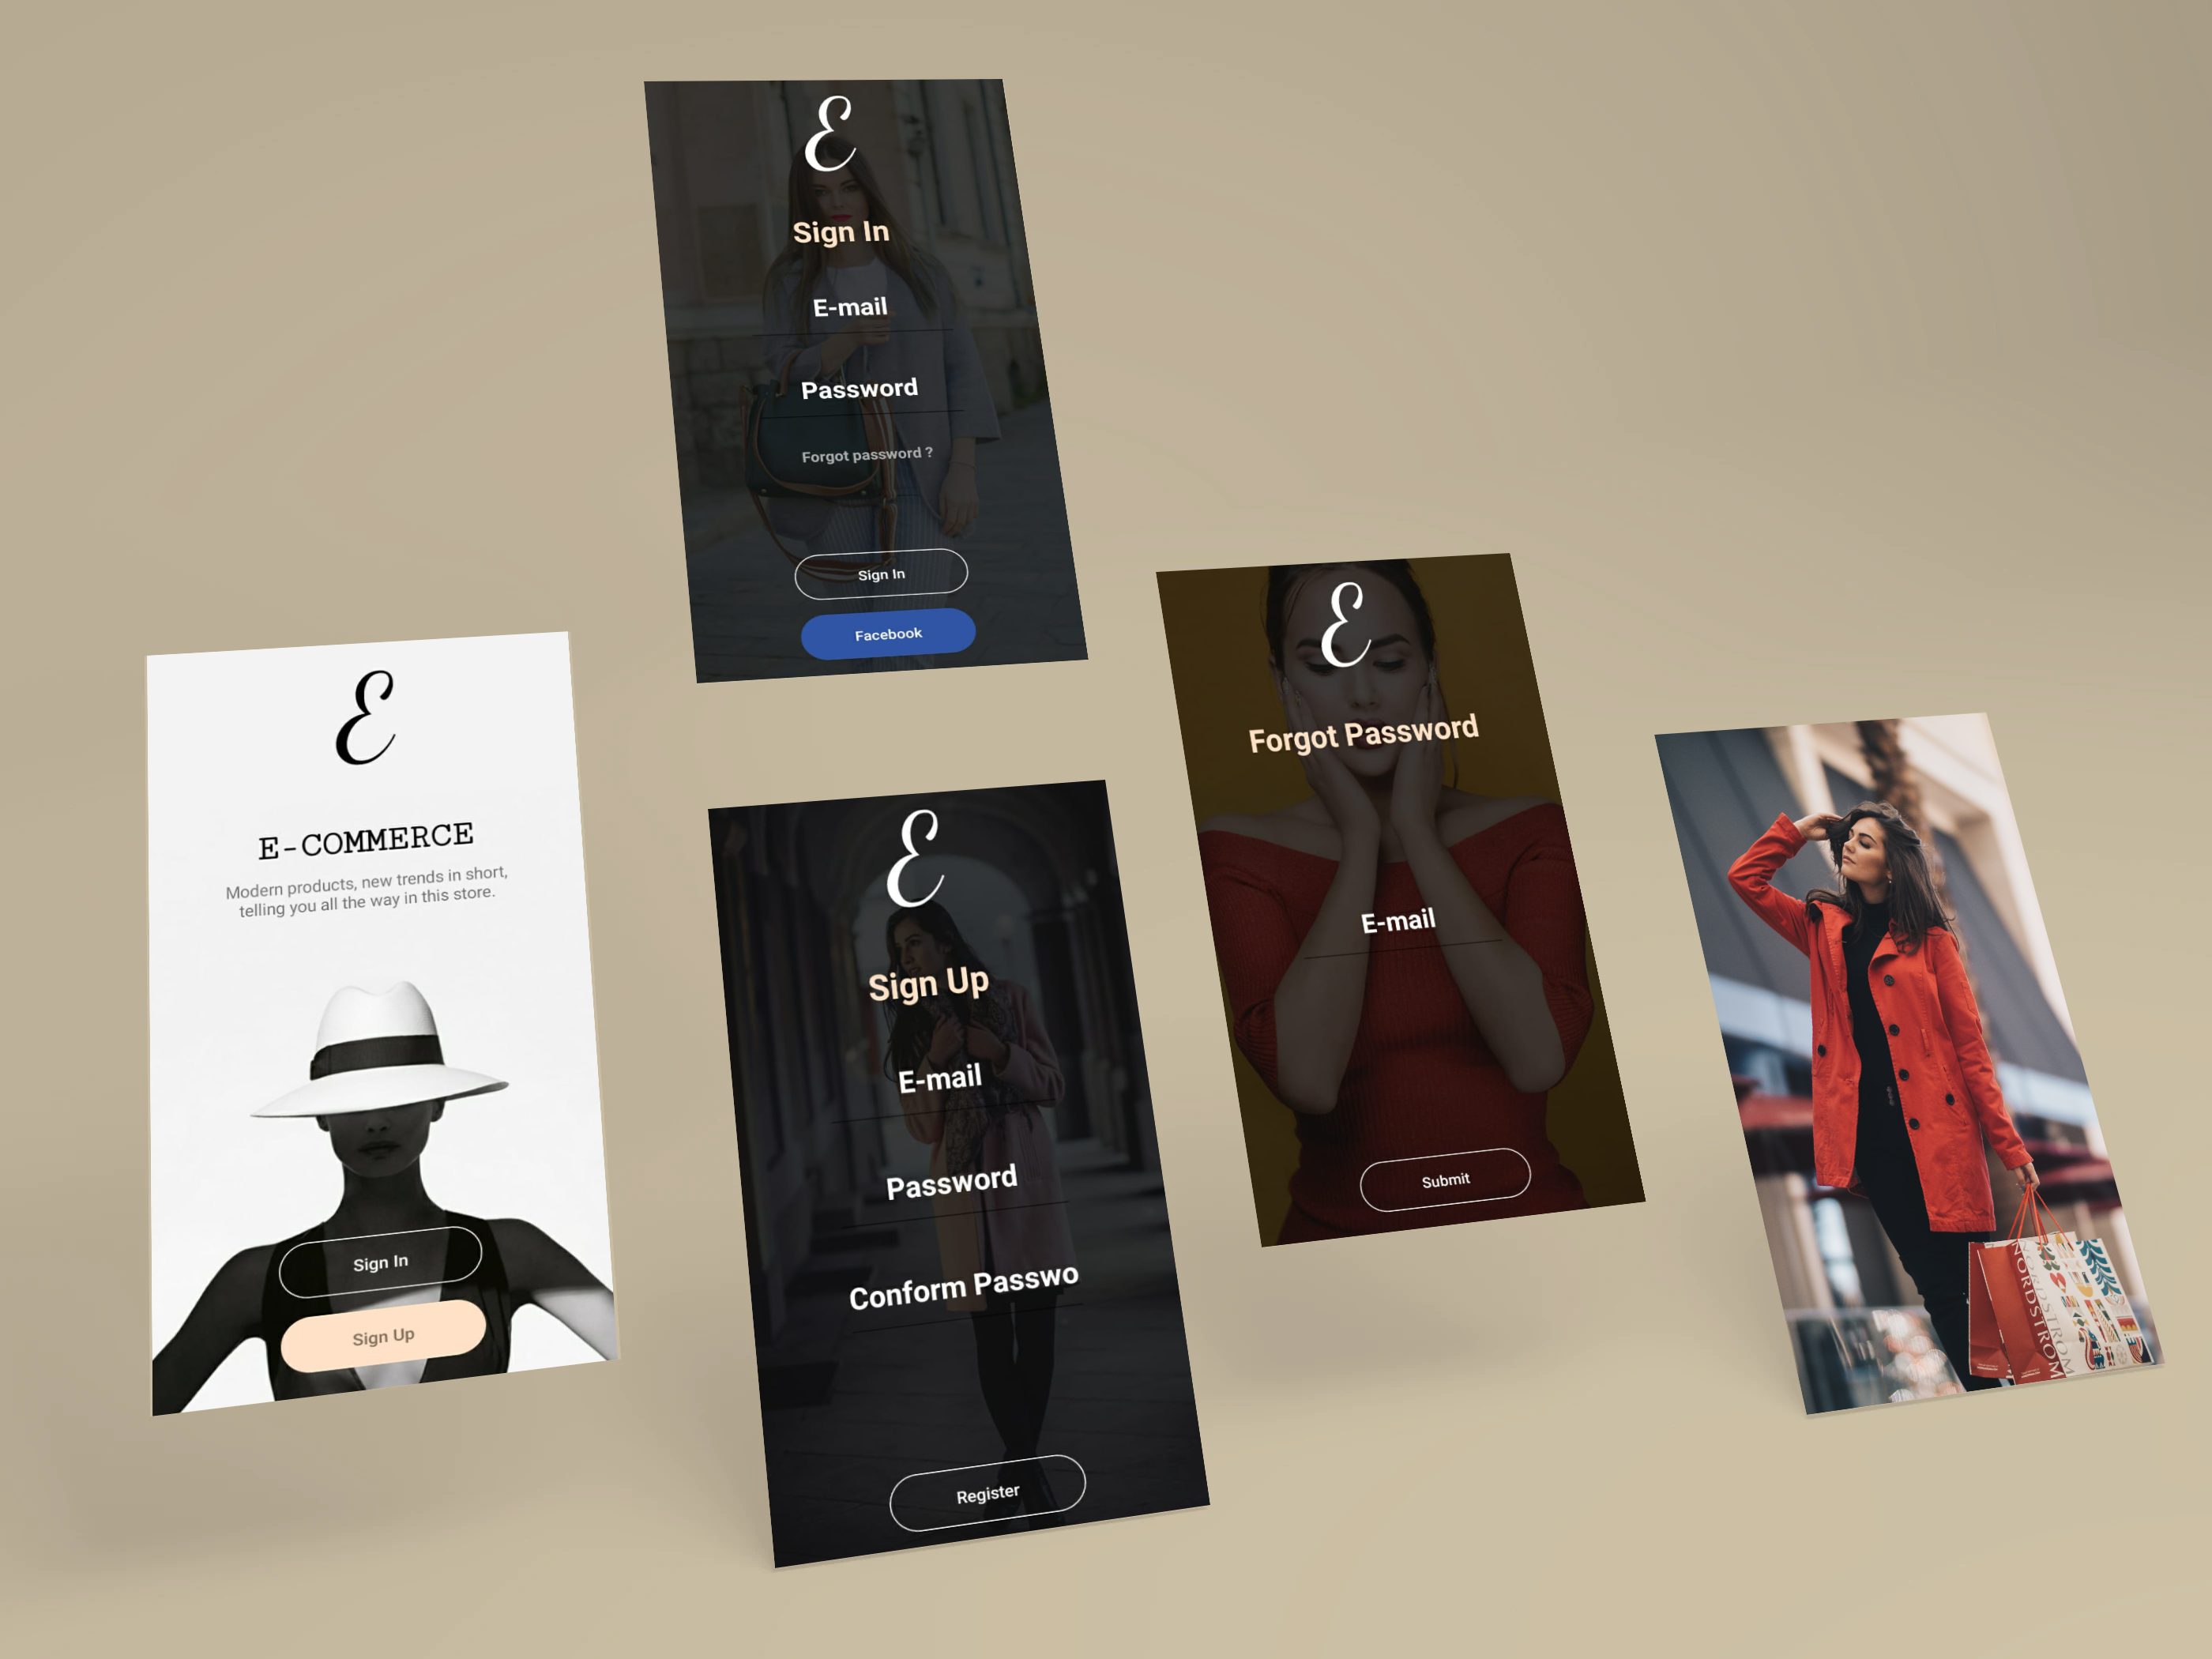 E
Sign In
E-mail
Password
Forgot password ?
Sign In
Facebook
E
E-COMMERCE
Modern products, new trends in short,
telling you all the way in this store.
Sign In
Sign Up
E
Sign Up
E-mail
Password
Conform Passwo
Register
E
Forgot Password
E-mail
Submit
NORDSTROM
NORDSTROM